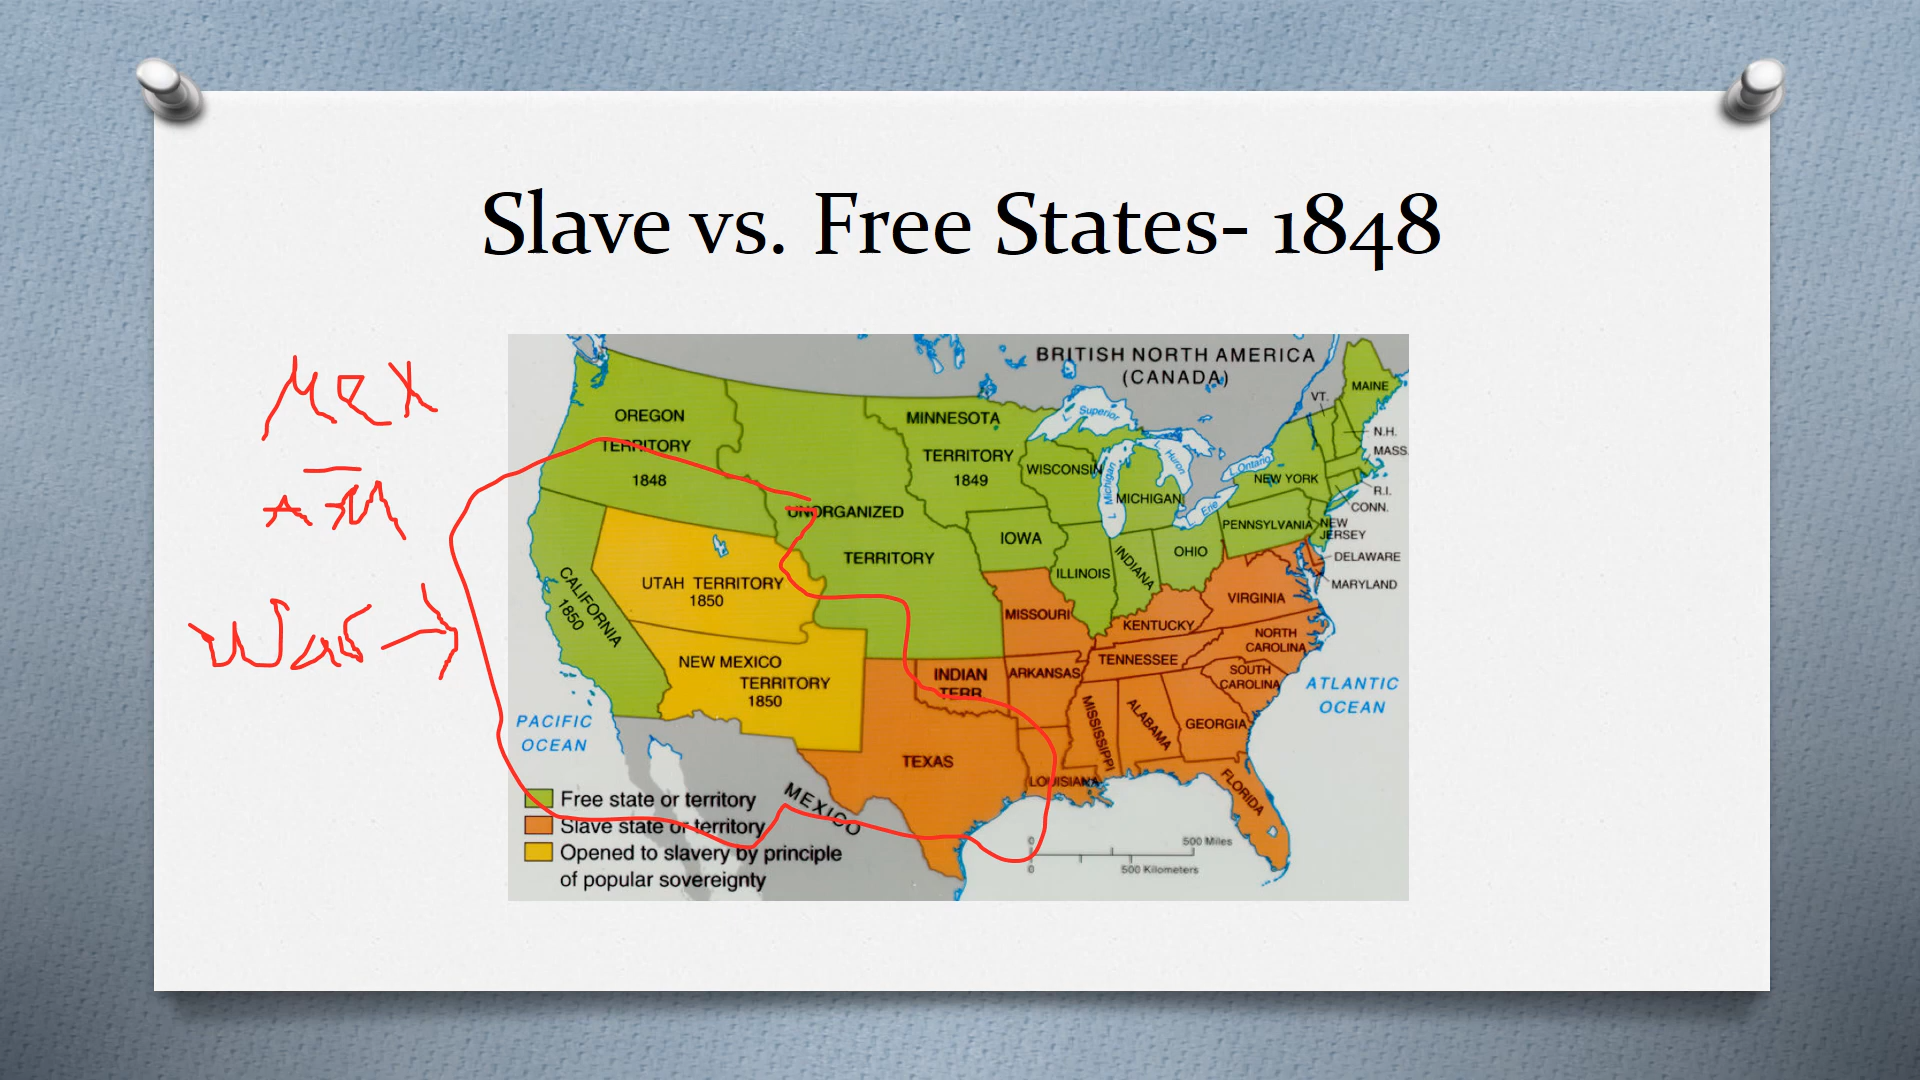 Slave vs. Free States- 1848
Mex
-
Am
War →
BRITISH NORTH AMERICA
(CANADA)
OREGON
TERRITORY
1848
MINNESOTA
TERRITORY
1849
UNORGANIZED
TERRITORY
WISCONSIN
MICHIGAN
L. Superior
L. Michigan
L. Huron
L. Ontario
L. Erie
MAINE
VT.
N.H.
MASS.
NEW YORK
R.I.
CONN.
PENNSYLVANIA
NEW
JERSEY
DELAWARE
MARYLAND
IOWA
ILLINOIS
INDIANA
OHIO
CALIFORNIA
1850
UTAH TERRITORY
1850
NEW MEXICO
TERRITORY
1850
MISSOURI
KENTUCKY
VIRGINIA
NORTH
CAROLINA
TENNESSEE
SOUTH
CAROLINA
INDIAN
TERR.
ARKANSAS
MISSISSIPPI
ALABAMA
GEORGIA
TEXAS
LOUISIANA
FLORIDA
PACIFIC
OCEAN
ATLANTIC
OCEAN
MEXICO
Free state or territory
Slave state or territory
Opened to slavery by principle
of popular sovereignty
0 500 Miles
0 500 Kilometers